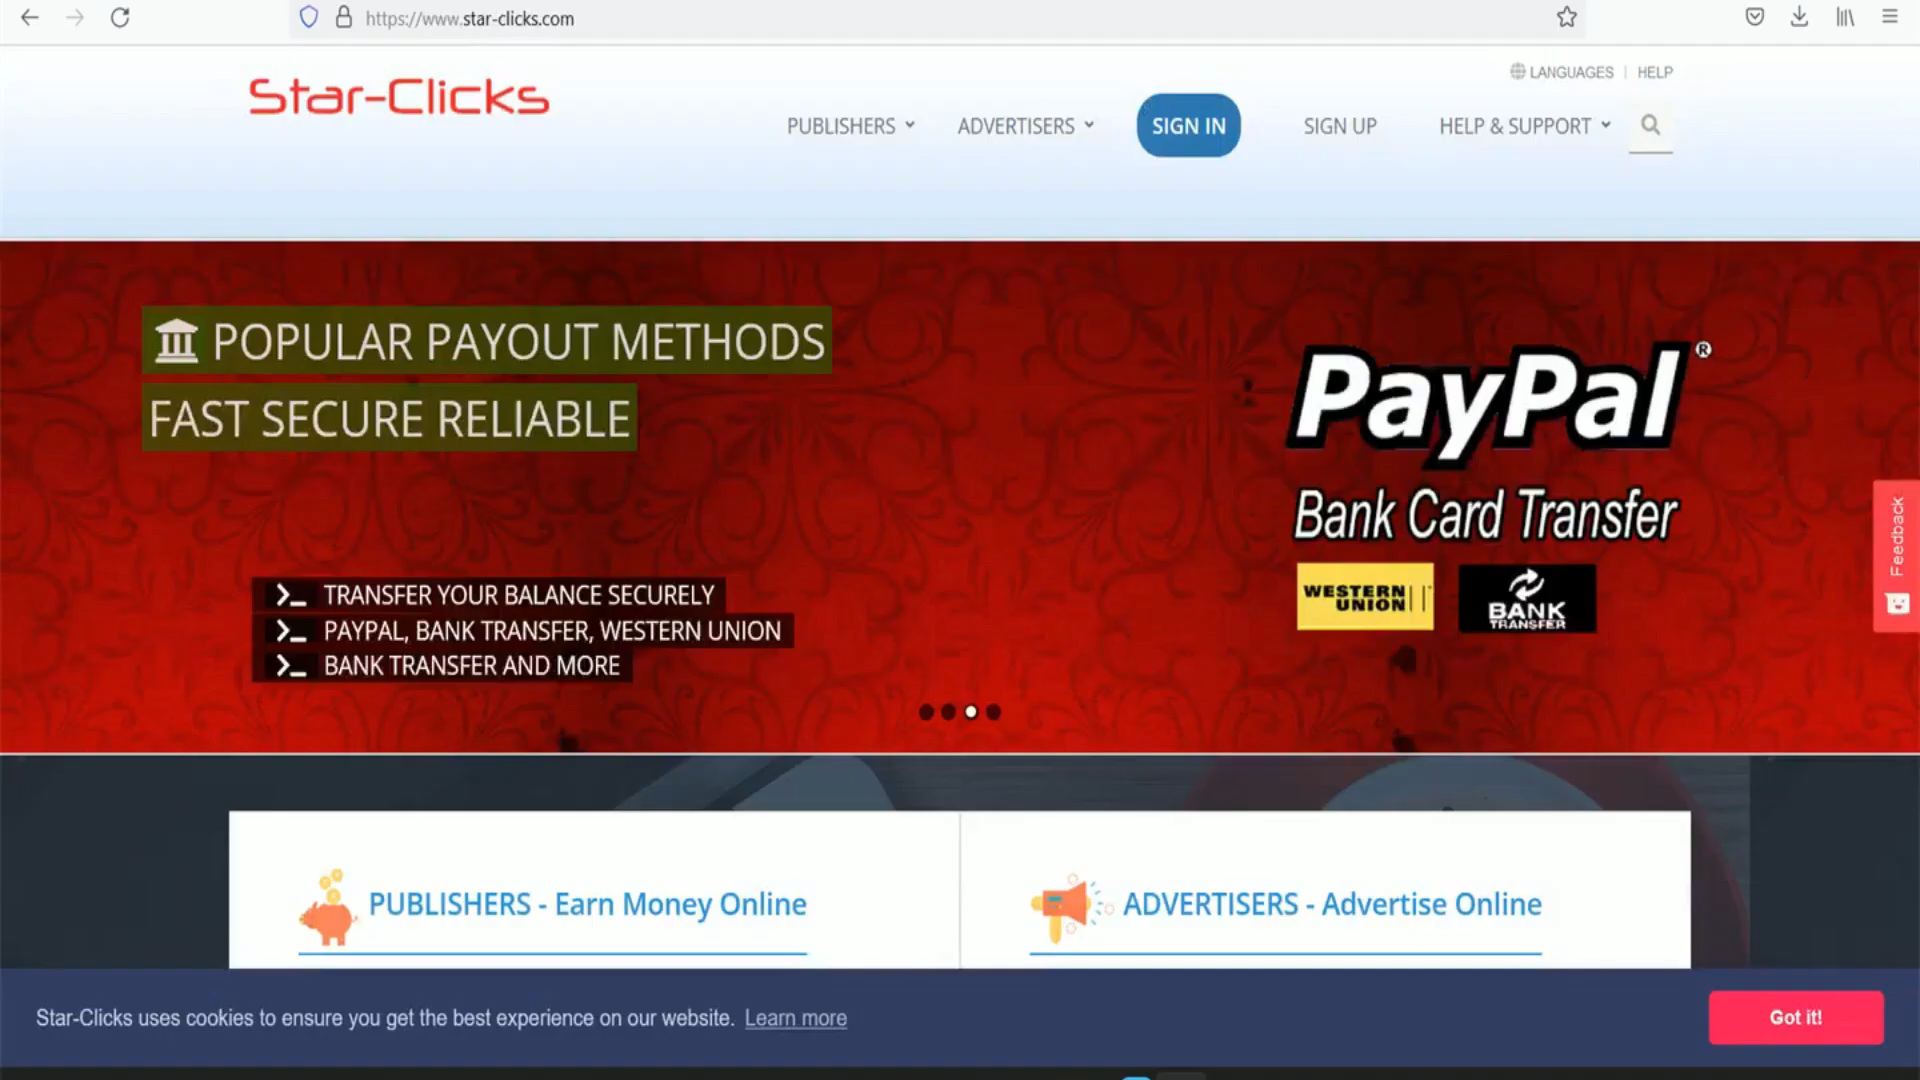 https://www.star-clicks.com
LANGUAGES | HELP
Star-Clicks
PUBLISHERS
ADVERTISERS
SIGN IN
SIGN UP
HELP & SUPPORT
POPULAR PAYOUT METHODS
FAST SECURE RELIABLE
PayPal®
Bank Card Transfer
WESTERN UNION
BANK TRANSFER
Feedback
TRANSFER YOUR BALANCE SECURELY
PAYPAL, BANK TRANSFER, WESTERN UNION
BANK TRANSFER AND MORE
PUBLISHERS - Earn Money Online
ADVERTISERS - Advertise Online
Star-Clicks uses cookies to ensure you get the best experience on our website. Learn more
Got it!